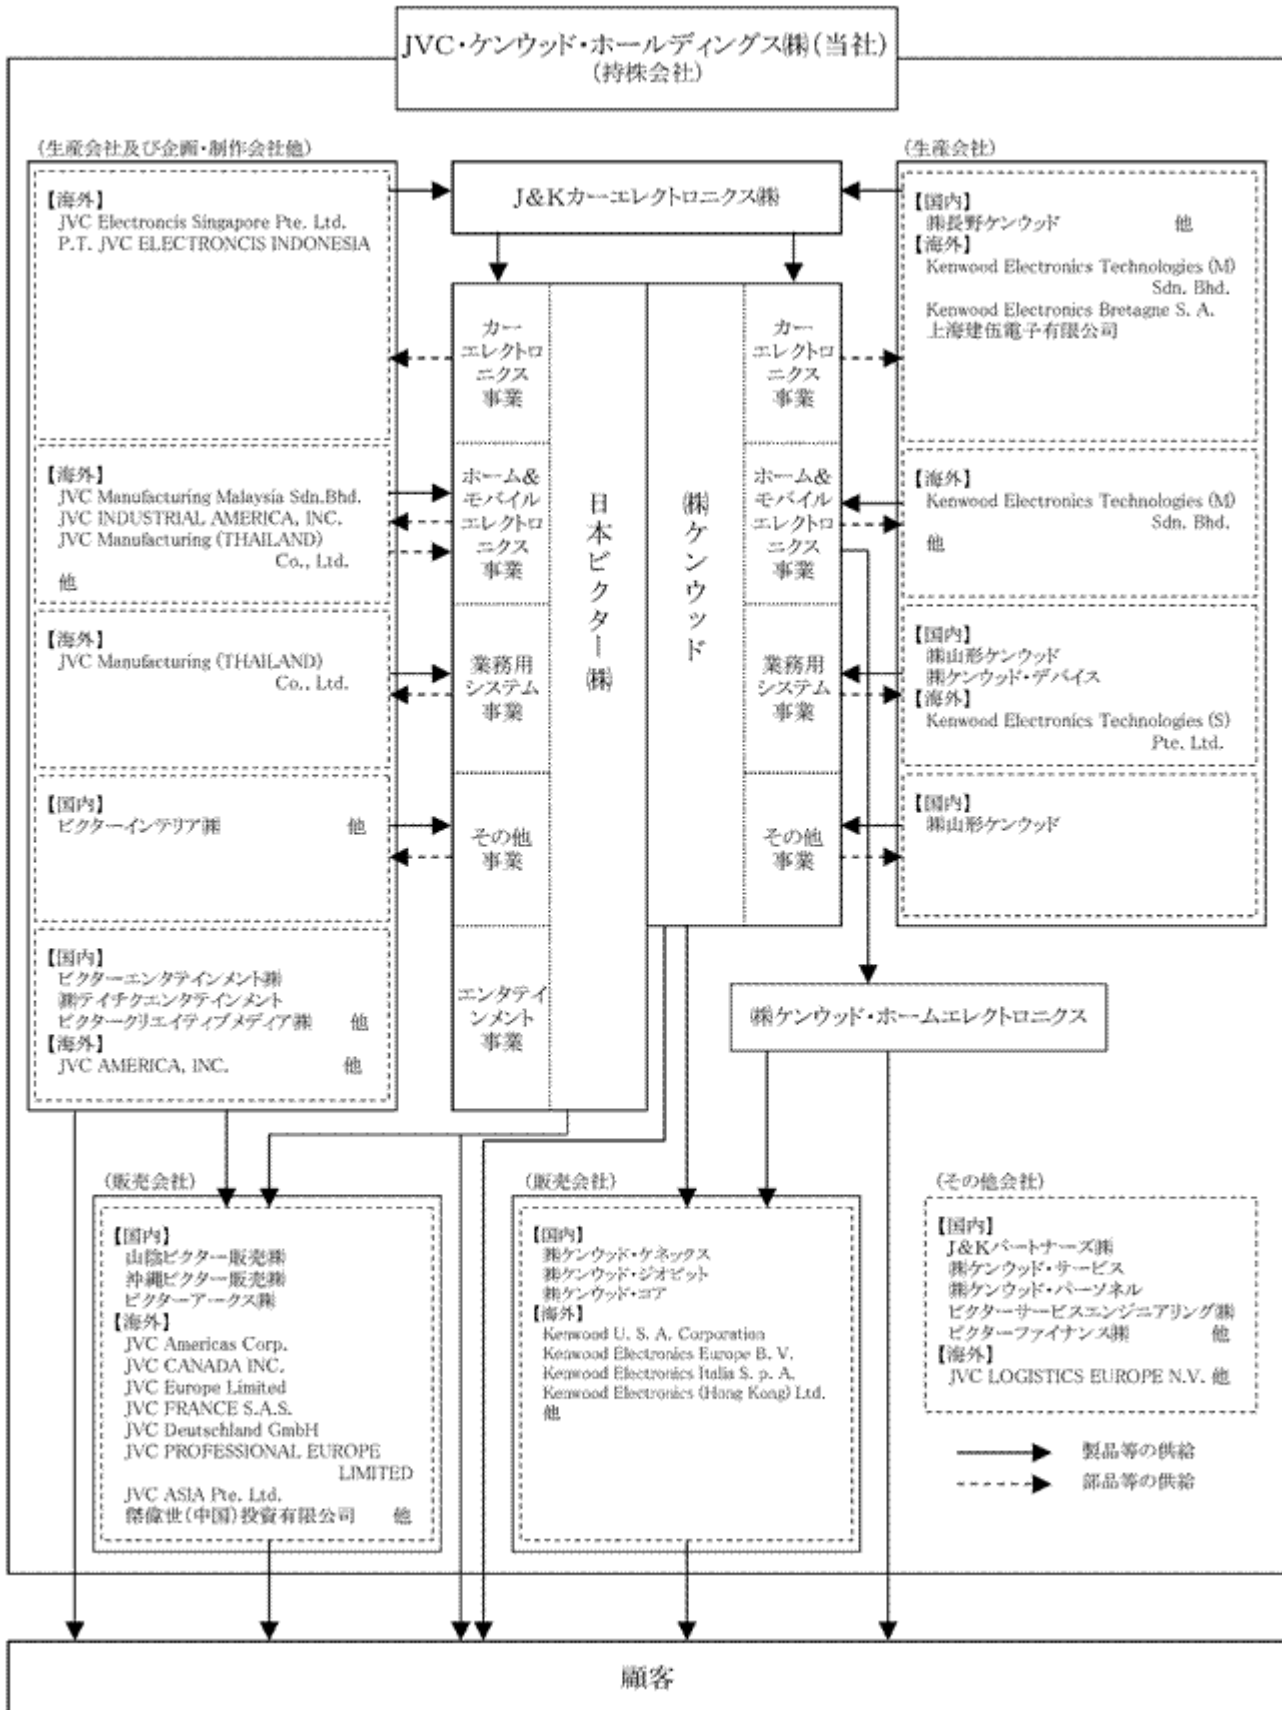 JVC・ケンウッド・ホールディングス㈱(当社)
(持株会社)
(生産会社及び企画・制作会社他)
【海外】
JVC Electroncis Singapore Pte. Ltd.
P.T. JVC ELECTRONCIS INDONESIA
【海外】
JVC Manufacturing Malaysia Sdn.Bhd.
JVC INDUSTRIAL AMERICA, INC.
JVC Manufacturing (THAILAND)
Co., Ltd.
他
【海外】
JVC Manufacturing (THAILAND)
Co., Ltd.
【国内】
ビクターインテリア㈱ 他
【国内】
ビクターエンタテインメント㈱
㈱テイチクエンタテインメント
ビクタークリエイティブメディア㈱ 他
【海外】
JVC AMERICA, INC. 他
J&Kカーエレクトロニクス㈱
カー
エレクトロ
ニクス
事業
ホーム&
モバイル
エレクトロ
ニクス
事業
業務用
システム
事業
その他
事業
エンタテイ
ンメント
事業
日本ビクター㈱
㈱ケンウッド
カー
エレクトロ
ニクス
事業
ホーム&
モバイル
エレクトロ
ニクス
事業
業務用
システム
事業
その他
事業
(生産会社)
【国内】
㈱長野ケンウッド 他
【海外】
Kenwood Electronics Technologies (M)
Sdn. Bhd.
Kenwood Electronics Bretagne S. A.
上海建伍電子有限公司
【海外】
Kenwood Electronics Technologies (M)
Sdn. Bhd.
他
【国内】
㈱山形ケンウッド
㈱ケンウッド・デバイス
【海外】
Kenwood Electronics Technologies (S)
Pte. Ltd.
【国内】
㈱山形ケンウッド
㈱ケンウッド・ホームエレクトロニクス
(販売会社)
【国内】
山陰ビクター販売㈱
沖縄ビクター販売㈱
ビクターアークス㈱
【海外】
JVC Americas Corp.
JVC CANADA INC.
JVC Europe Limited
JVC FRANCE S.A.S.
JVC Deutschland GmbH
JVC PROFESSIONAL EUROPE
LIMITED
JVC ASIA Pte. Ltd.
傑偉世(中国)投資有限公司 他
(販売会社)
【国内】
㈱ケンウッド・ケネックス
㈱ケンウッド・ジオビット
㈱ケンウッド・コア
【海外】
Kenwood U. S. A. Corporation
Kenwood Electronics Europe B. V.
Kenwood Electronics Italia S. p. A.
Kenwood Electronics (Hong Kong) Ltd.
他
(その他会社)
【国内】
J&Kパートナーズ㈱
㈱ケンウッド・サービス
㈱ケンウッド・パーソネル
ビクターサービスエンジニアリング㈱
ビクターファイナンス㈱ 他
【海外】
JVC LOGISTICS EUROPE N.V. 他
製品等の供給
部品等の供給
顧客